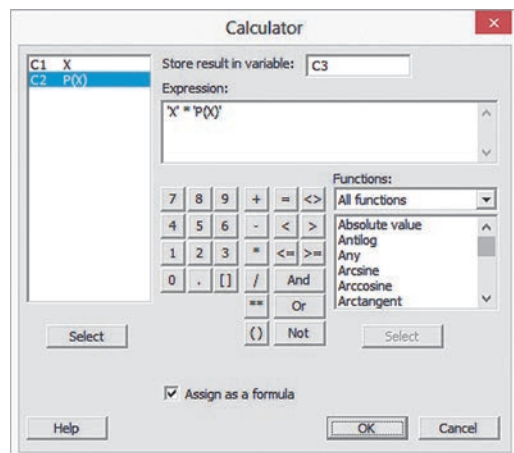 Calculator
×
C1 X
C2 P(X)
Store result in variable: C3
Expression:
'X' * 'P(X)'
Functions:
All functions
Absolute value
Antilog
Any
Arcsine
Arccosine
Arctangent
7 8 9 + = <>
4 5 6 - < >
1 2 3 * <= >=
0 . [] / And
** Or
() Not
Select
Select
Assign as a formula
Help
OK
Cancel